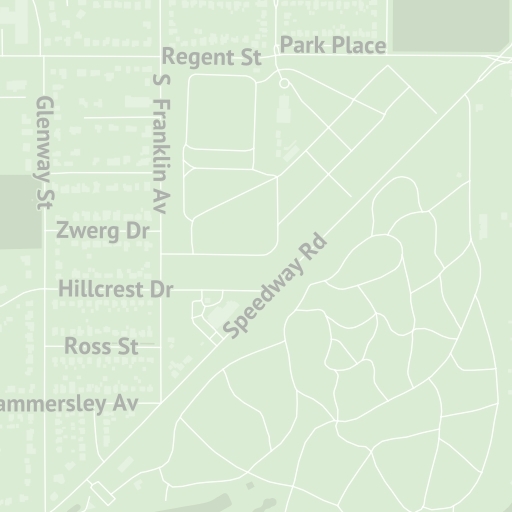 Park Place
Regent St
S Franklin Av
Glenway St
Zwerg Dr
Speedway Rd
Hillcrest Dr
Ross St
ammersley Av